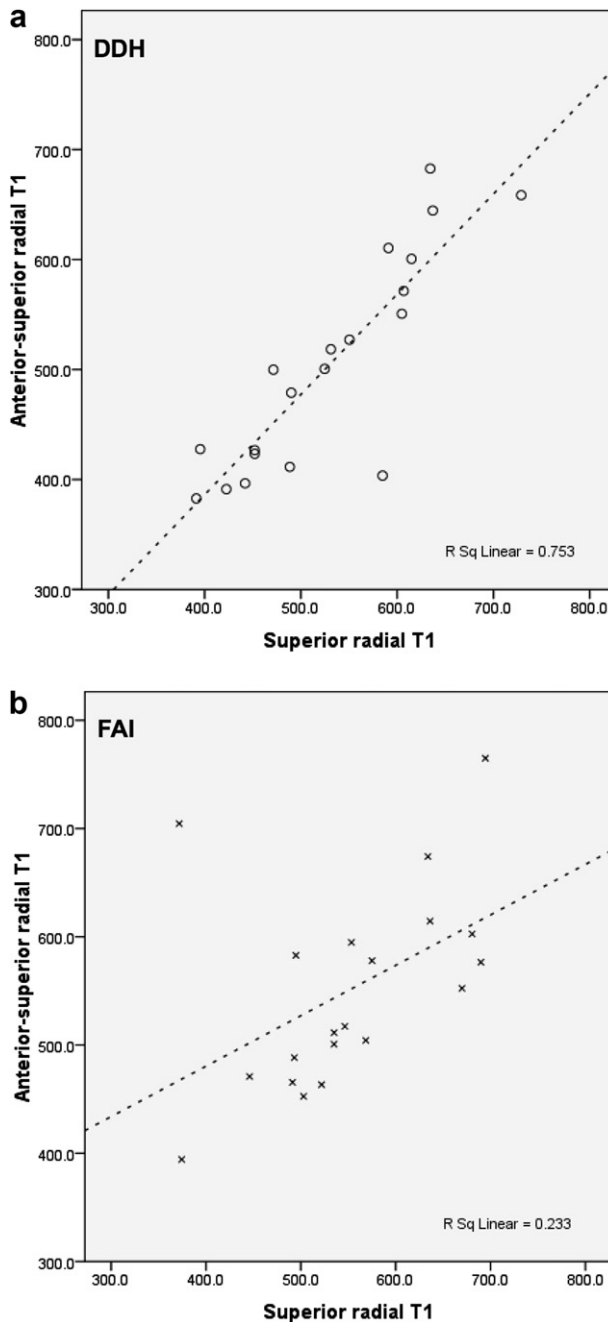 a
DDH
800.0
700.0
600.0
500.0
400.0
300.0
Anterior-superior radial T1
R Sq Linear = 0.753
300.0 400.0 500.0 600.0 700.0 800.0
Superior radial T1
b
FAI
800.0
700.0
600.0
500.0
400.0
300.0
Anterior-superior radial T1
R Sq Linear = 0.233
300.0 400.0 500.0 600.0 700.0 800.0
Superior radial T1